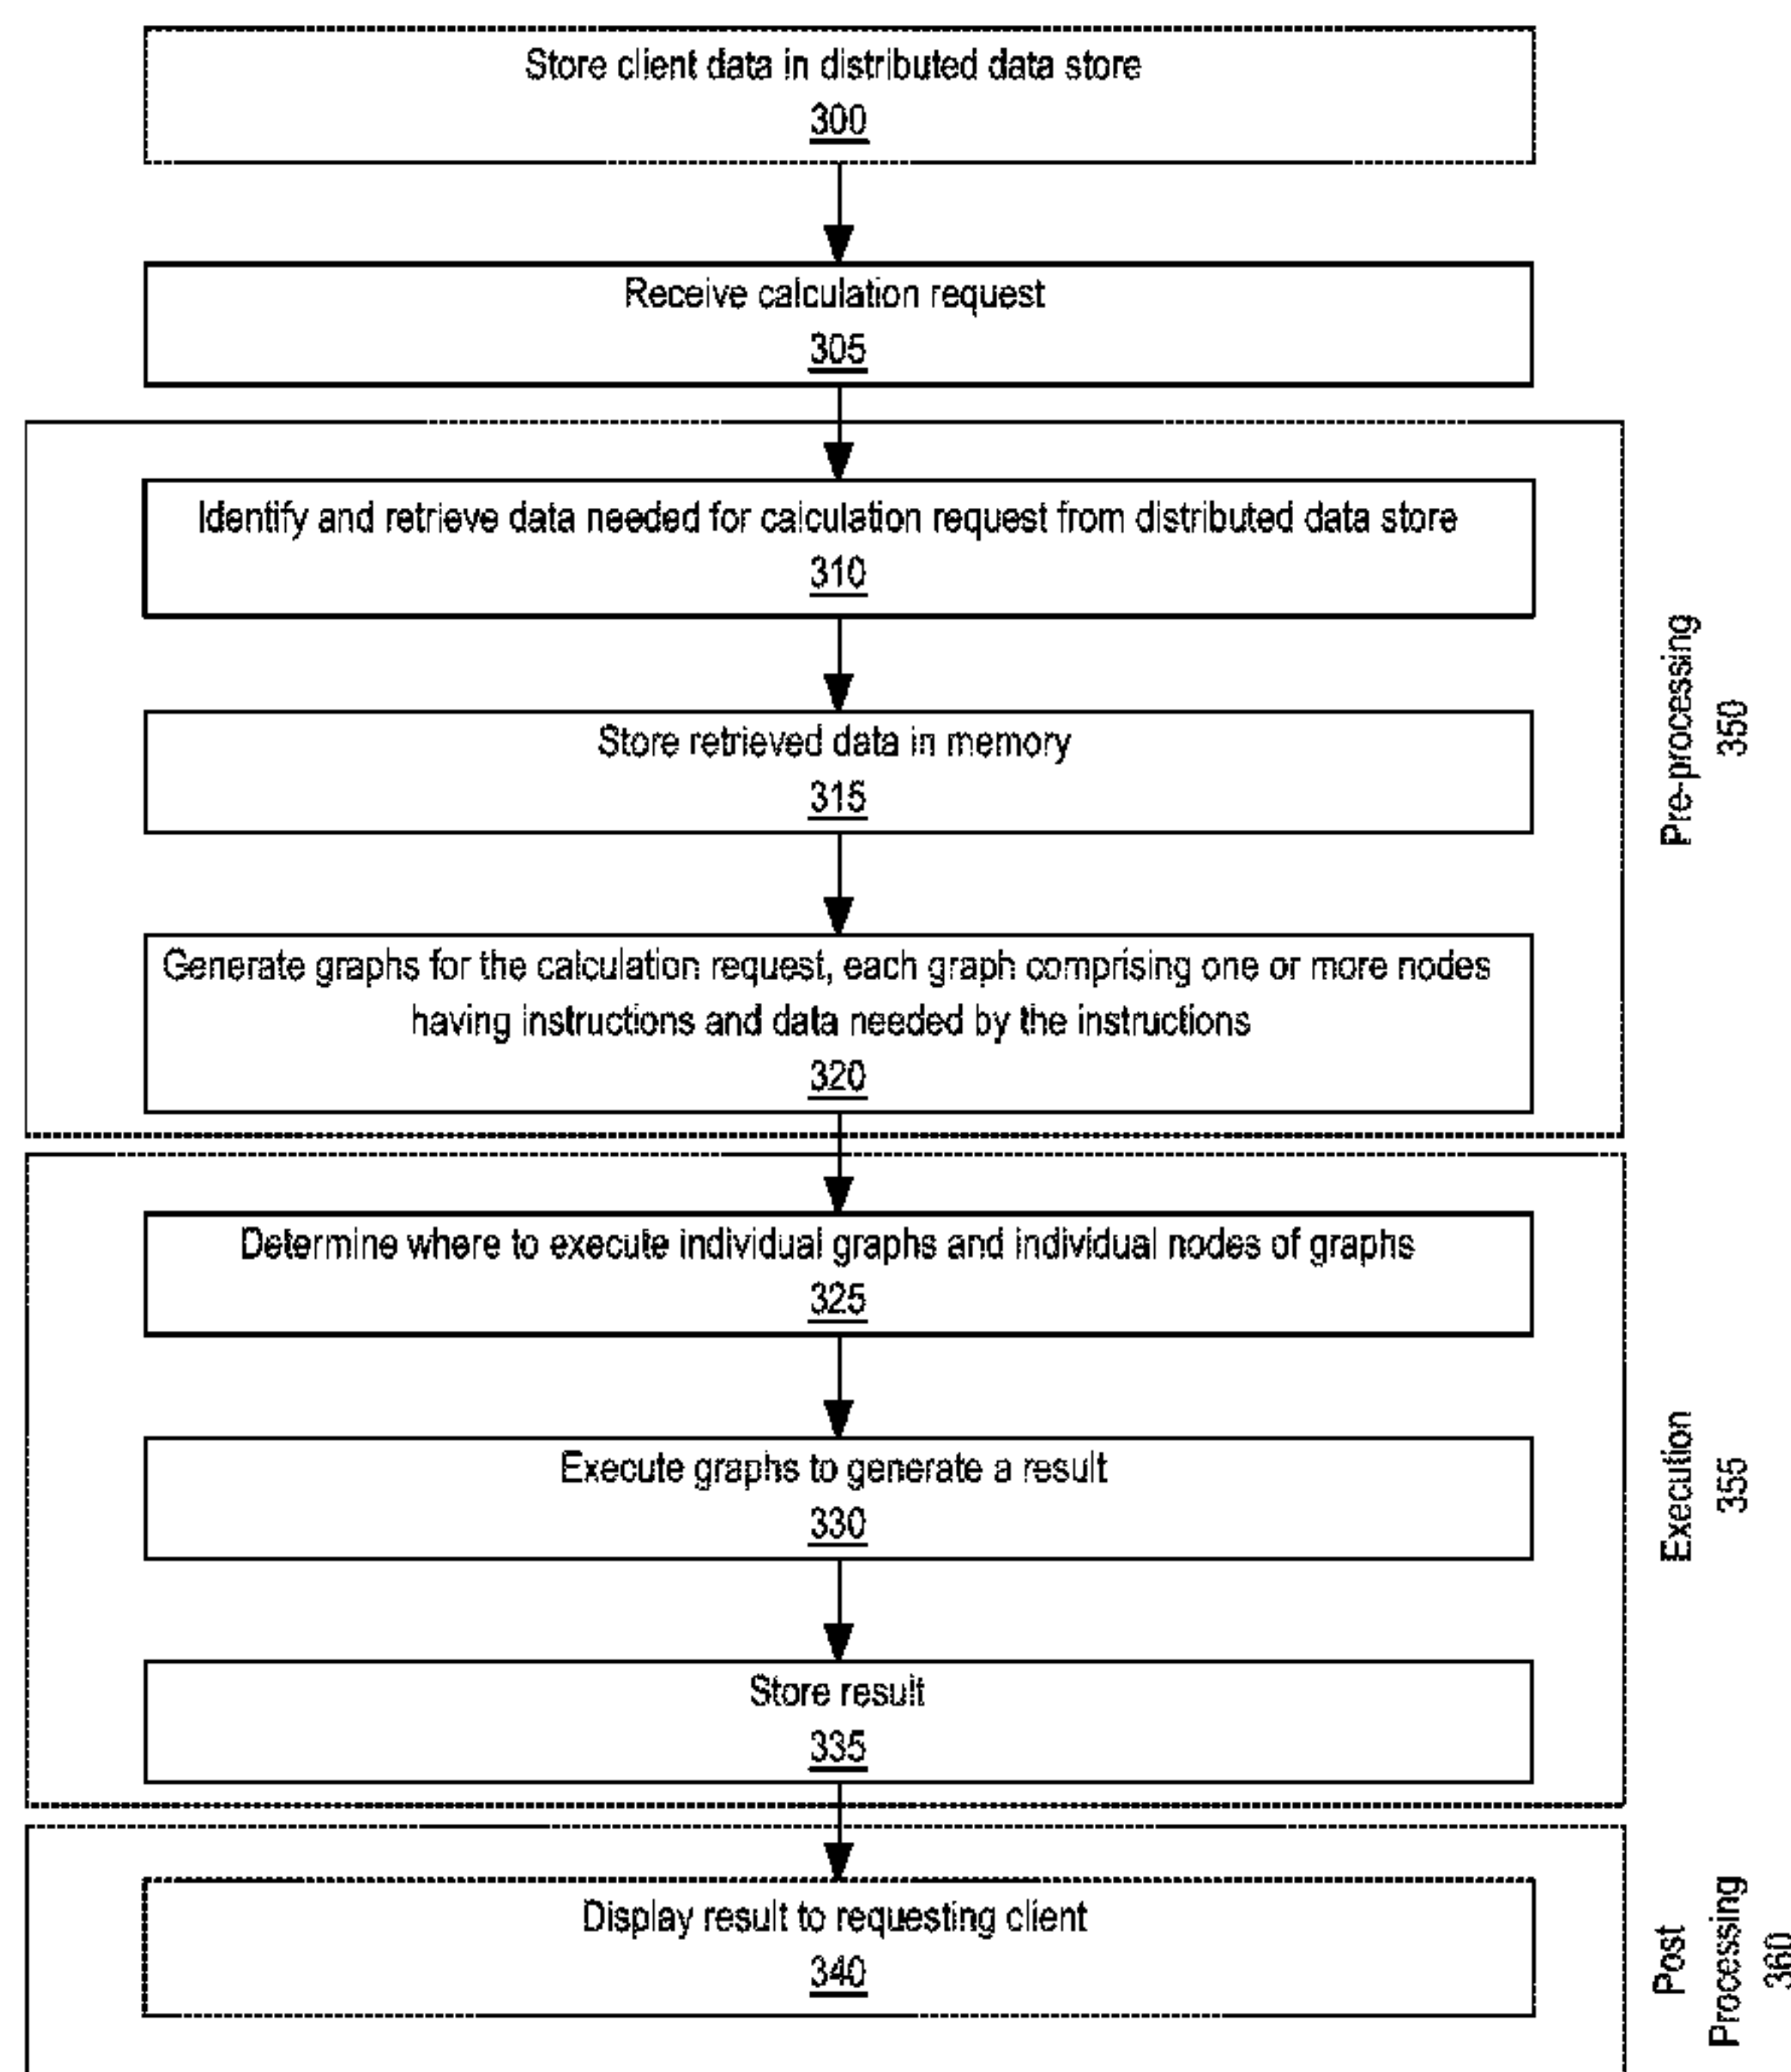 Store client data in distributed data store
300
Receive calculation request
305
Identify and retrieve data needed for calculation request from distributed data store
310
Store retrieved data in memory
315
Generate graphs for the calculation request, each graph comprising one or more nodes
having instructions and data needed by the instructions
320
Pre-processing
350
Determine where to execute individual graphs and individual nodes of graphs
325
Execute graphs to generate a result
330
Store result
335
Execution
355
Display result to requesting client
340
Post
Processing
360